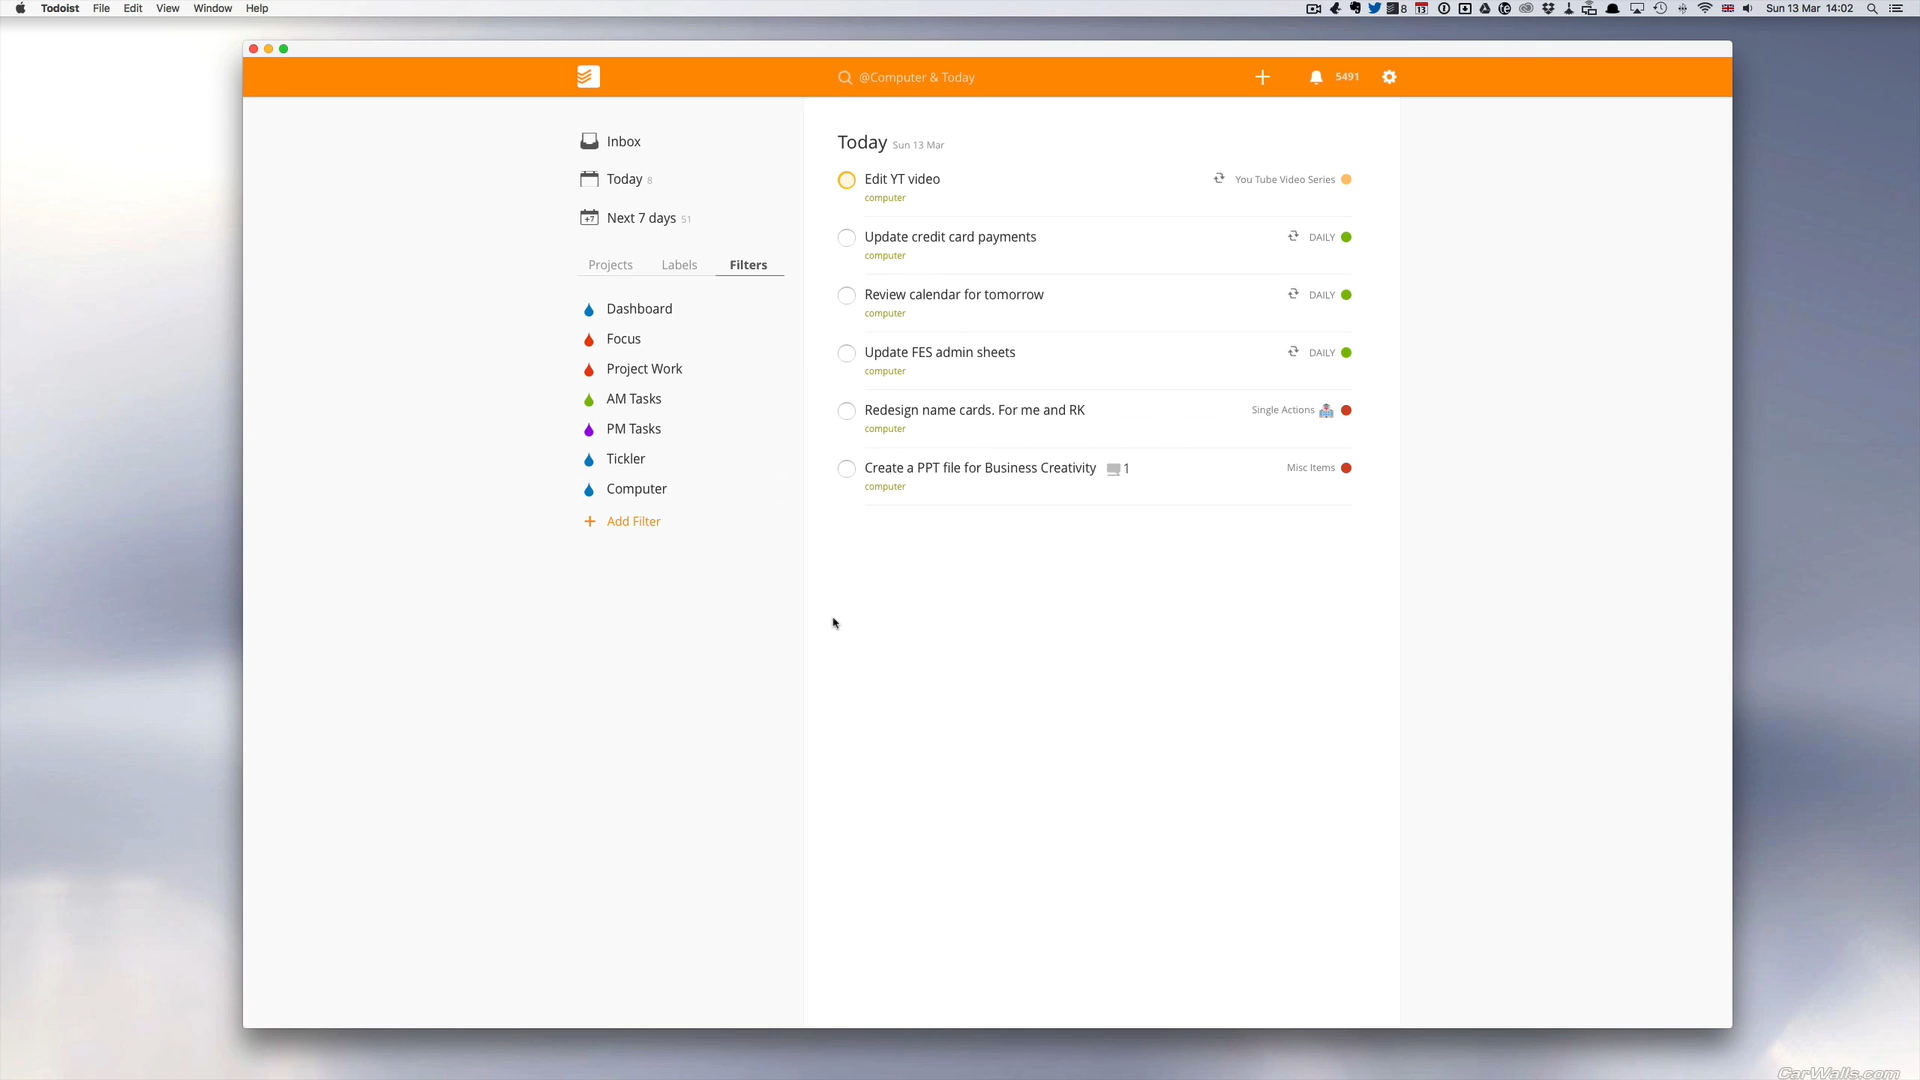 Todoist File Edit View Window Help
8 13 Sun 13 Mar 14:02
@Computer & Today
5491
Inbox
Today 8
+7 Next 7 days 51
Projects Labels Filters
Dashboard
Focus
Project Work
AM Tasks
PM Tasks
Tickler
Computer
+ Add Filter
Today Sun 13 Mar
Edit YT video You Tube Video Series
computer
Update credit card payments DAILY
computer
Review calendar for tomorrow DAILY
computer
Update FES admin sheets DAILY
computer
Redesign name cards. For me and RK Single Actions
computer
Create a PPT file for Business Creativity 1 Misc Items
computer
CarWalls.com